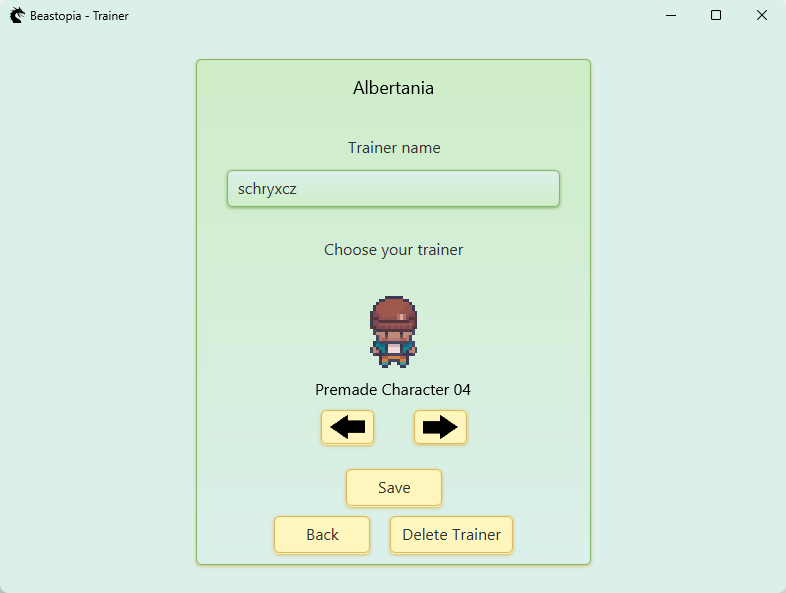 Beastopia - Trainer
Albertania
Trainer name
schryxcz
Choose your trainer
Premade Character 04
Save
Back
Delete Trainer